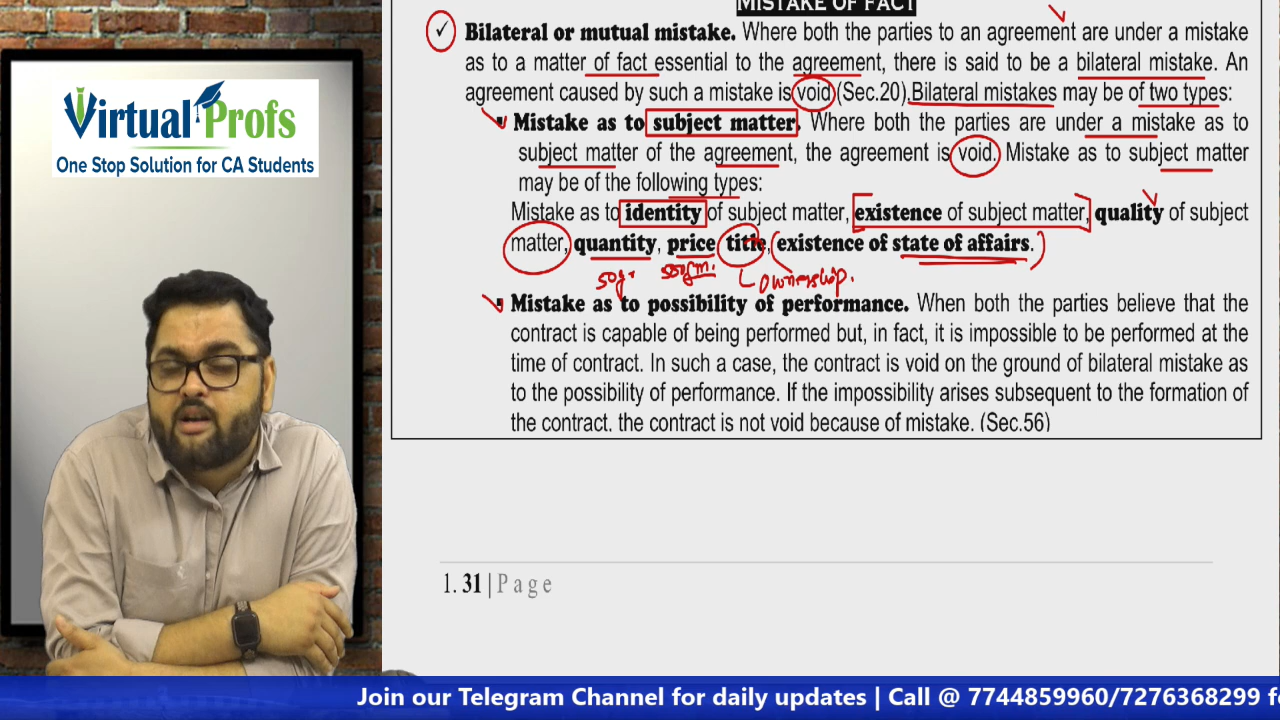 MISTAKE OF FACT
✓ Bilateral or mutual mistake. Where both the parties to an agreement are under a mistake
as to a matter of fact essential to the agreement, there is said to be a bilateral mistake. An
agreement caused by such a mistake is void (Sec.20). Bilateral mistakes may be of two types:
Mistake as to subject matter. Where both the parties are under a mistake as to
subject matter of the agreement, the agreement is void. Mistake as to subject matter
may be of the following types:
Mistake as to identity of subject matter, existence of subject matter, quality of subject
matter, quantity, price title, existence of state of affairs.
ownership.
Mistake as to possibility of performance. When both the parties believe that the
contract is capable of being performed but, in fact, it is impossible to be performed at the
time of contract. In such a case, the contract is void on the ground of bilateral mistake as
to the possibility of performance. If the impossibility arises subsequent to the formation of
the contract. the contract is not void because of mistake. (Sec.56)
1. 31 | Page
Virtual Profs
One Stop Solution for CA Students
Join our Telegram Channel for daily updates | Call @ 7744859960/7276368299 f